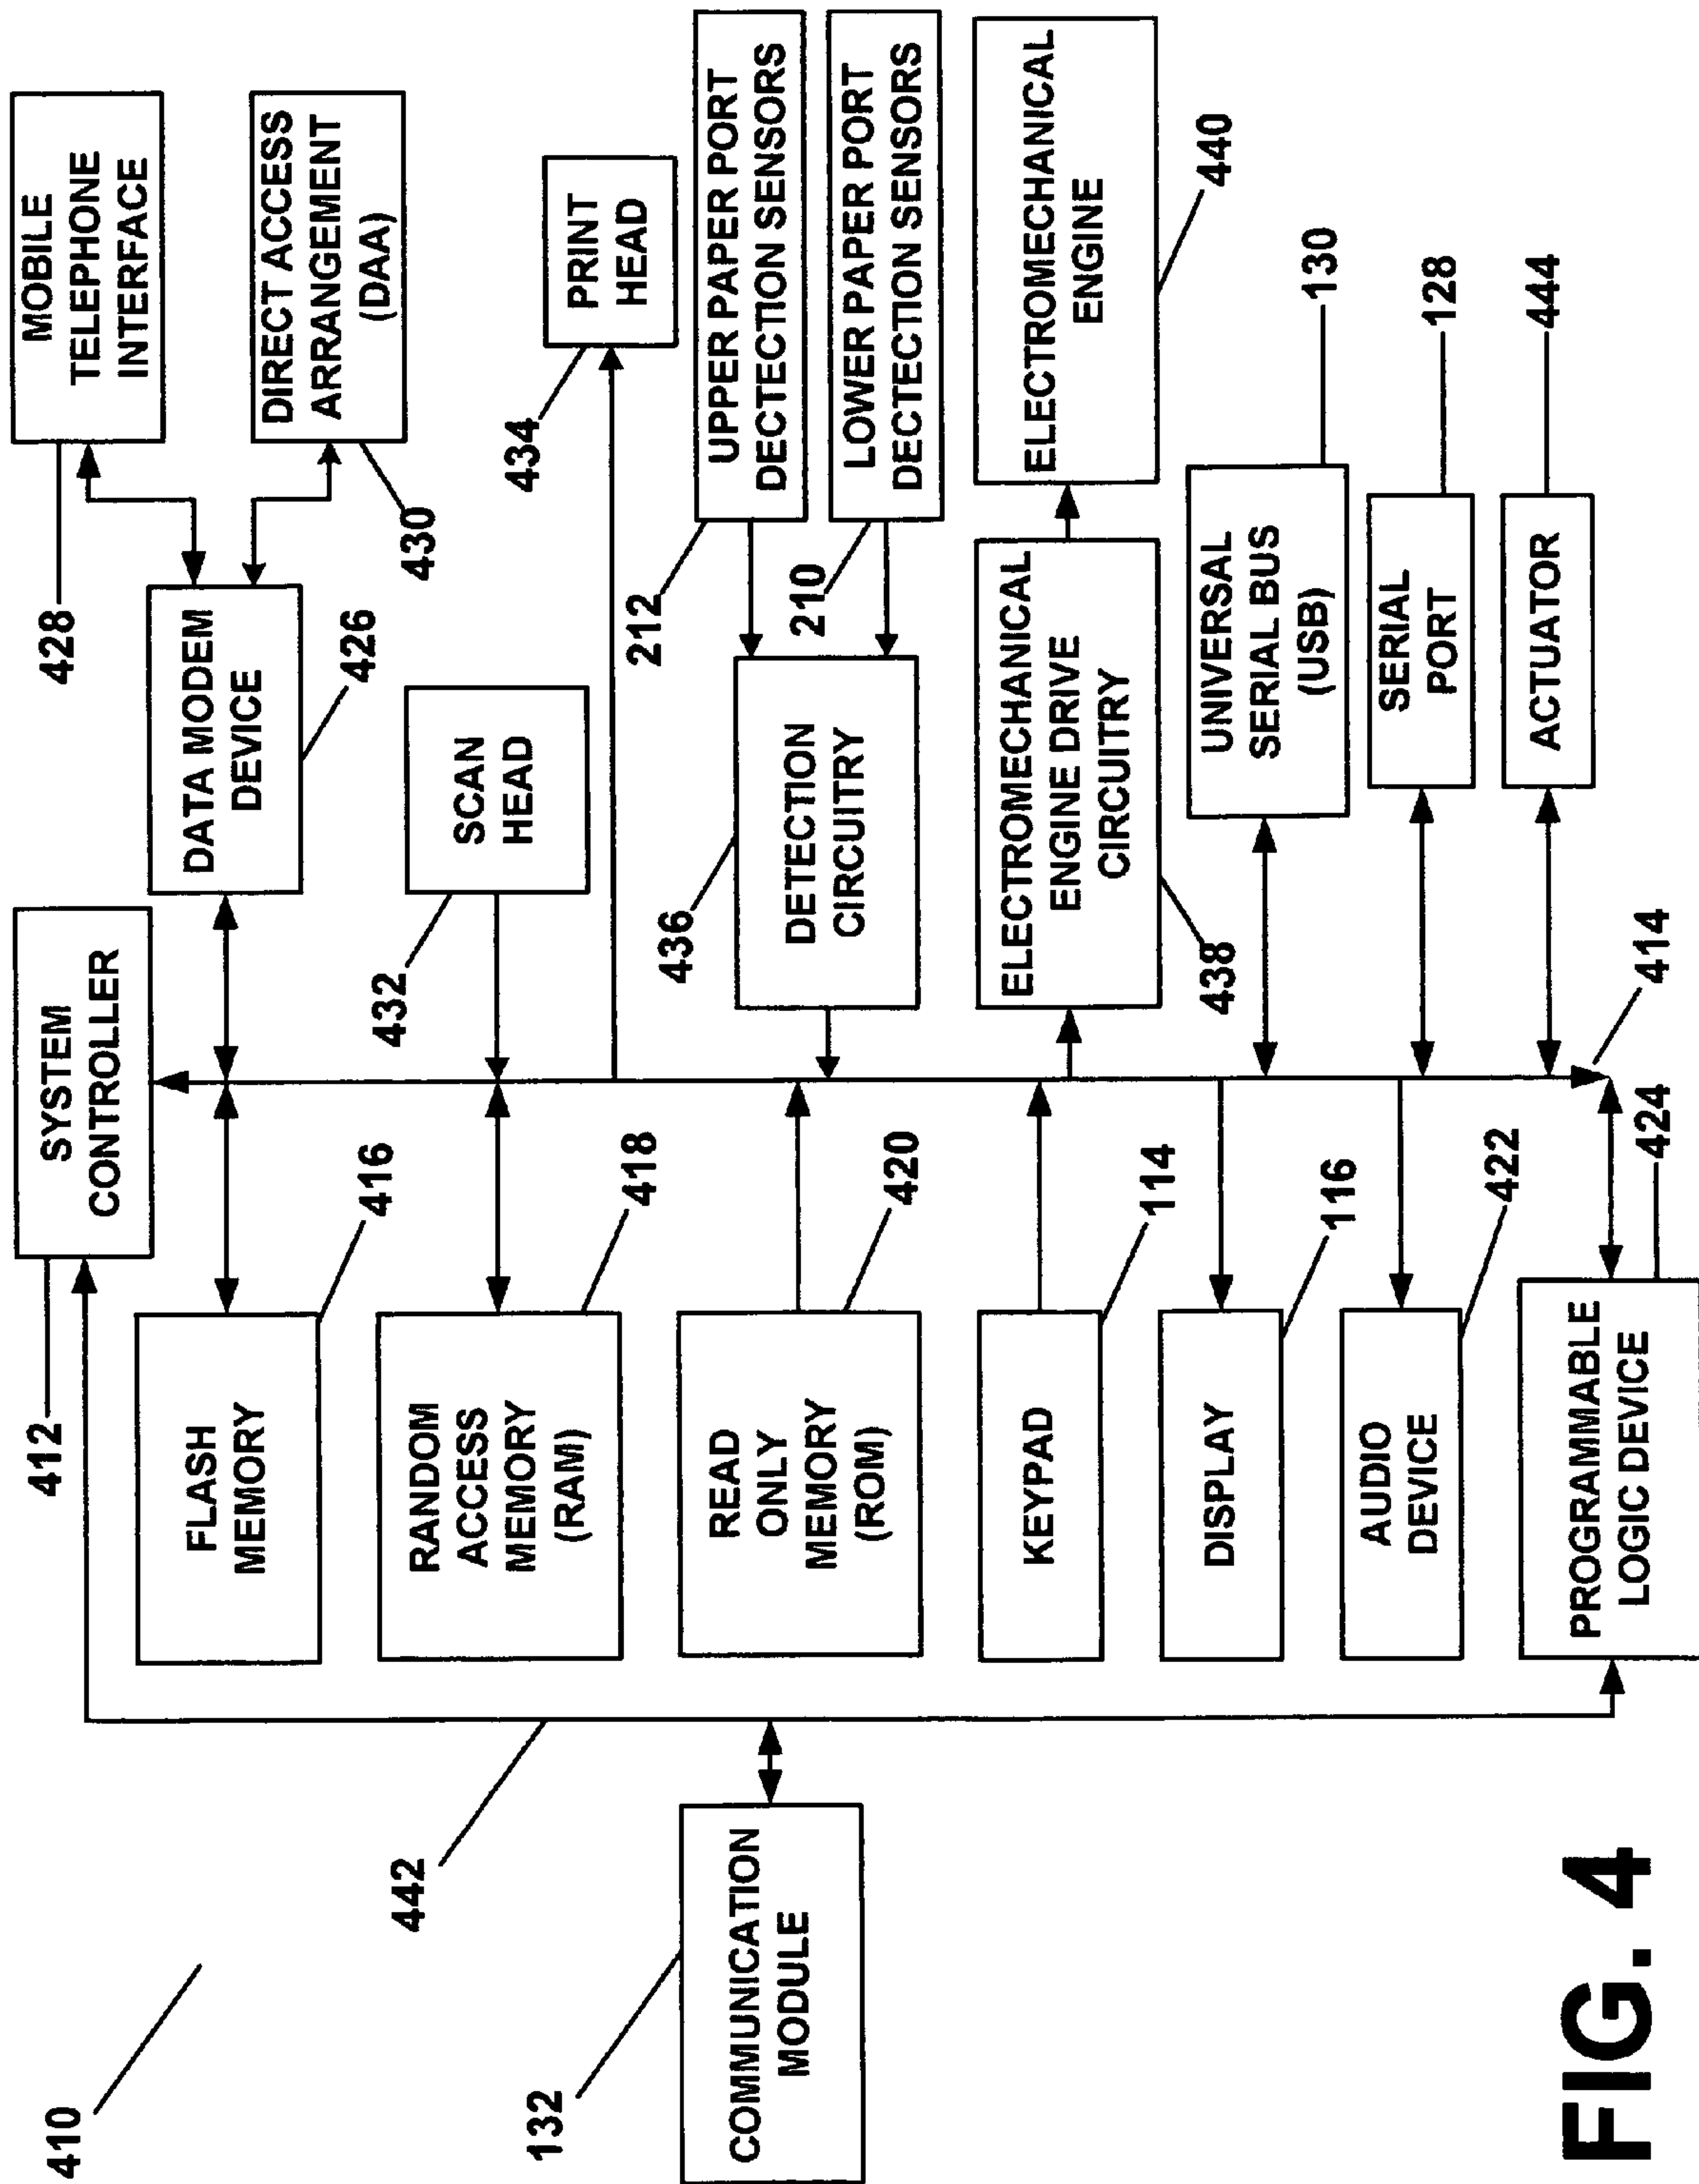 410
412
SYSTEM
CONTROLLER
428
MOBILE
TELEPHONE
INTERFACE
DATA MODEM
DEVICE
426
430
DIRECT ACCESS
ARRANGEMENT
(DAA)
FLASH
MEMORY
416
432
SCAN
HEAD
RANDOM
ACCESS
MEMORY
(RAM)
418
434
PRINT
HEAD
442
132
COMMUNICATION
MODULE
READ
ONLY
MEMORY
(ROM)
420
436
DETECTION
CIRCUITRY
212
UPPER PAPER PORT
DECTECTION SENSORS
210
LOWER PAPER PORT
DECTECTION SENSORS
KEYPAD
114
ELECTROMECHANICAL
ENGINE DRIVE
CIRCUITRY
438
ELECTROMECHANICAL
ENGINE
440
DISPLAY
116
UNIVERSAL
SERIAL BUS
(USB)
130
AUDIO
DEVICE
422
SERIAL
PORT
128
ACTUATOR
444
PROGRAMMABLE
LOGIC DEVICE
424
414
FIG. 4